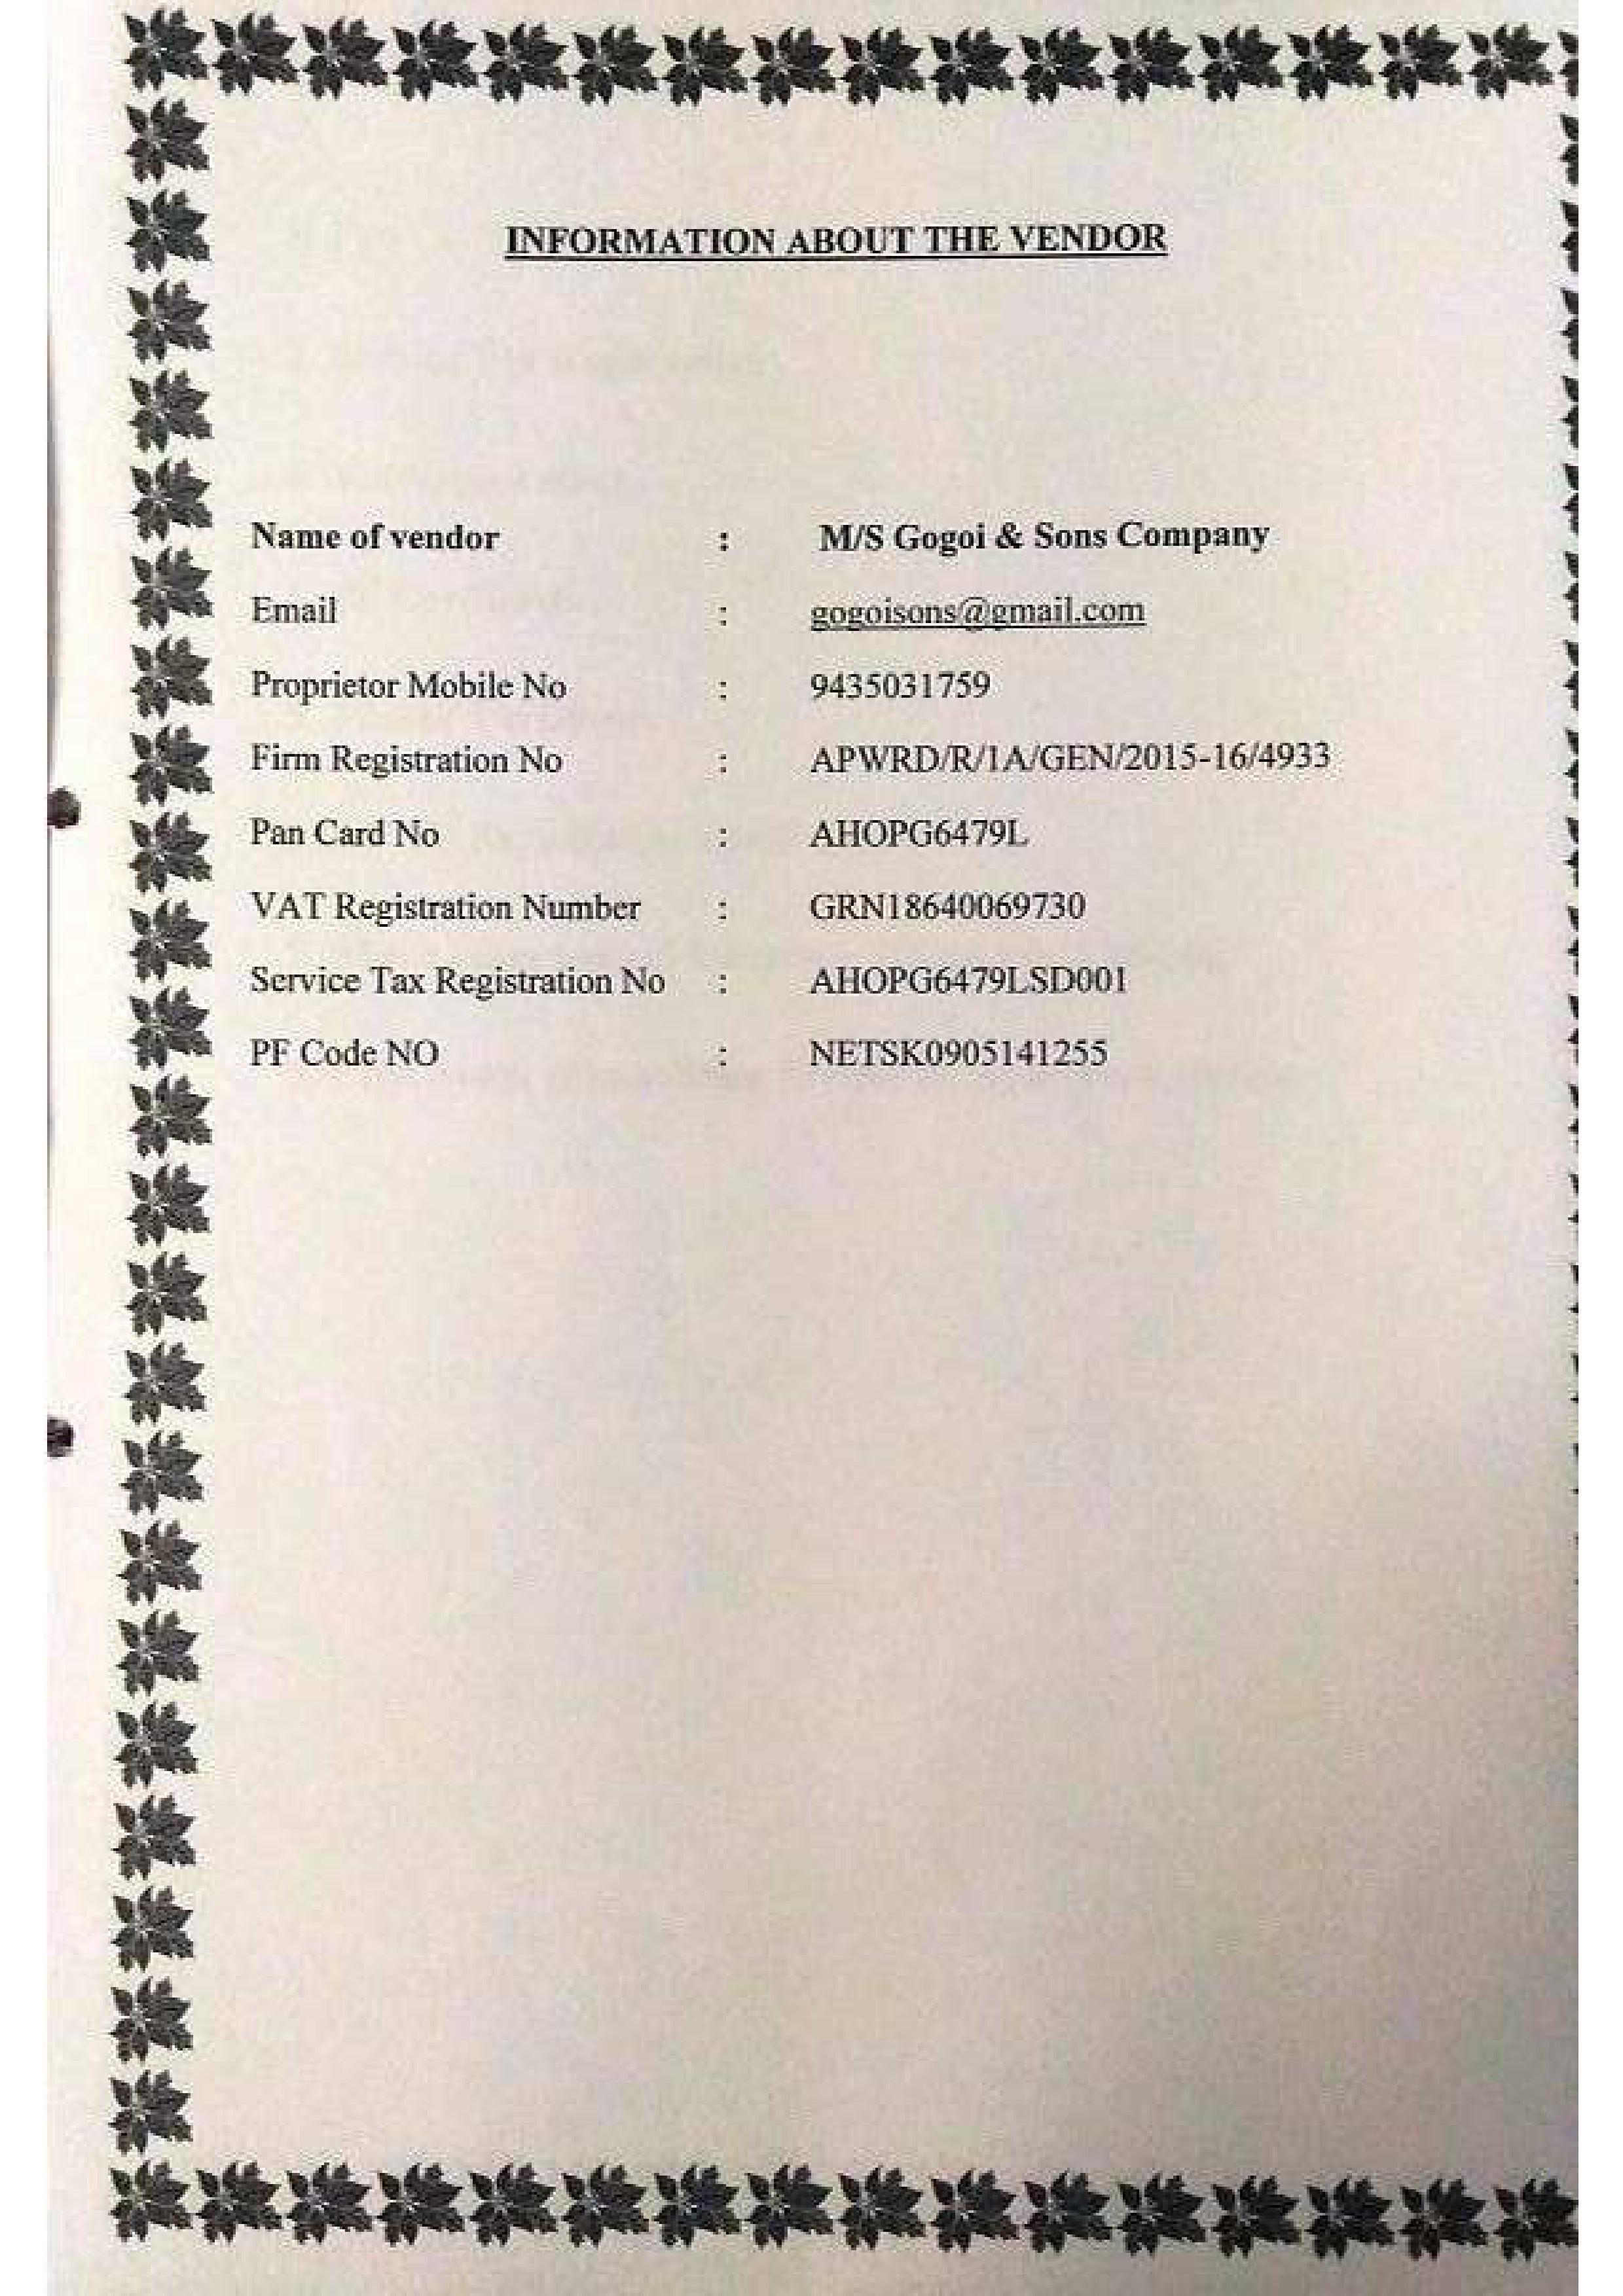 INFORMATION ABOUT THE VENDOR
Name of vendor : M/S Gogoi & Sons Company
Email : gogoisons@gmail.com
Proprietor Mobile No : 9435031759
Firm Registration No : APWRD/R/1A/GEN/2015-16/4933
Pan Card No : AHOPG6479L
VAT Registration Number : GRN18640069730
Service Tax Registration No : AHOPG6479LSD001
PF Code NO : NETSK0905141255